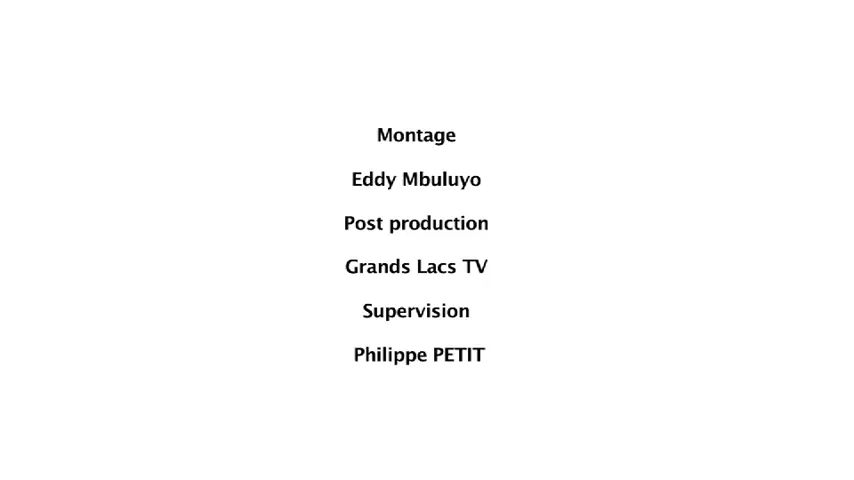 Montage
Eddy Mbuluyo
Post production
Grands Lacs TV
Supervision
Philippe PETIT